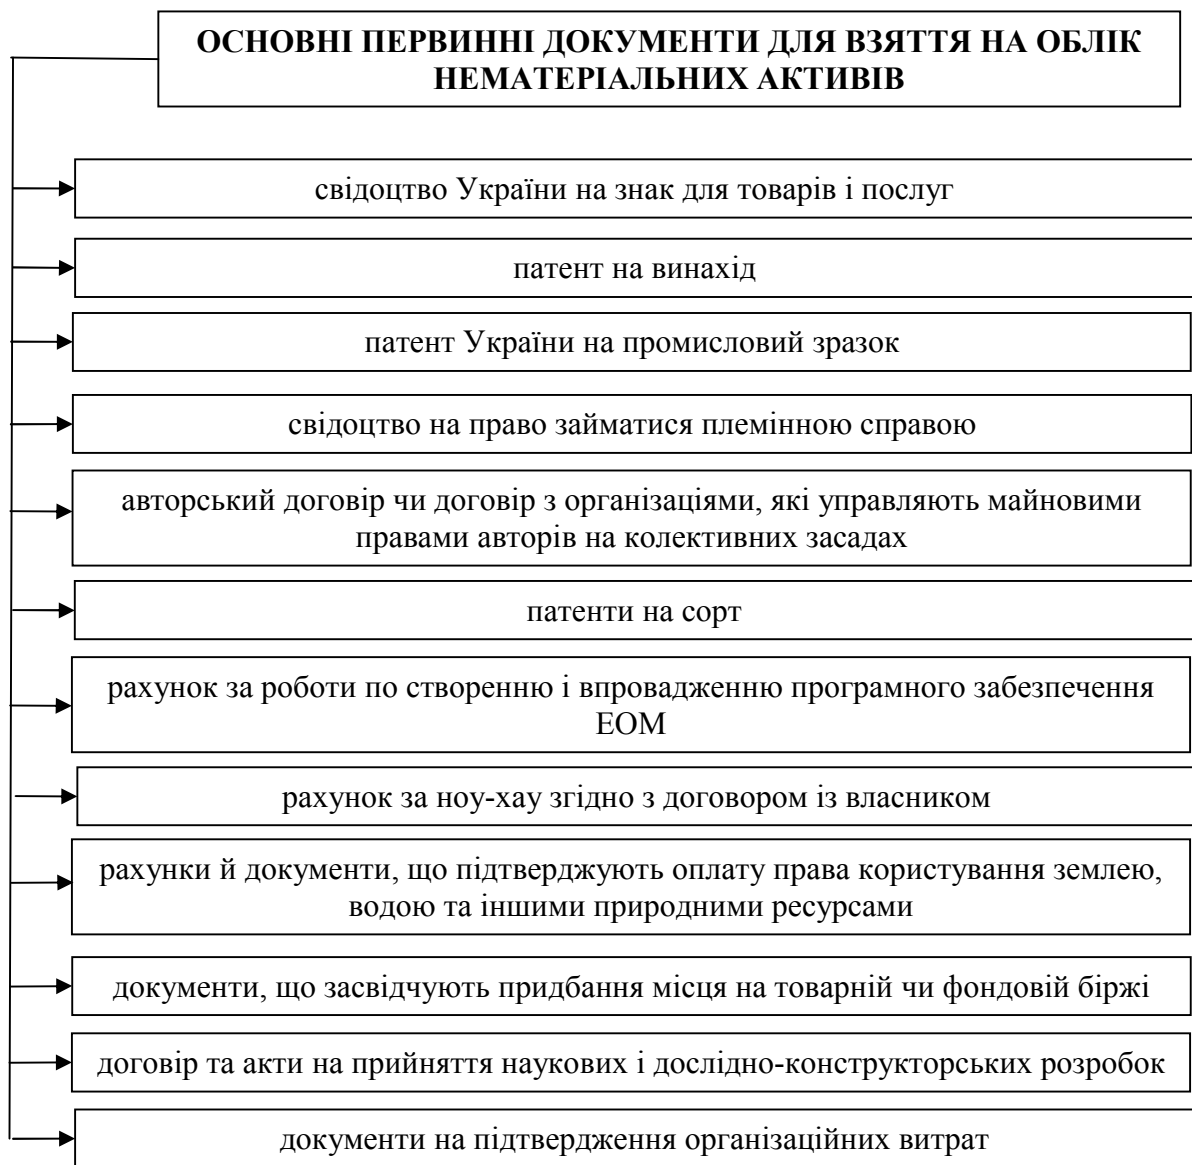 ОСНОВНІ ПЕРВИННІ ДОКУМЕНТИ ДЛЯ ВЗЯТТЯ НА ОБЛІК
НЕМАТЕРІАЛЬНИХ АКТИВІВ
свідоцтво України на знак для товарів і послуг
патент на винахід
патент України на промисловий зразок
свідоцтво на право займатися племінною справою
авторський договір чи договір з організаціями, які управляють майновими
правами авторів на колективних засадах
патенти на сорт
рахунок за роботи по створенню і впровадженню програмного забезпечення
ЕОМ
рахунок за ноу-хау згідно з договором із власником
рахунки й документи, що підтверджують оплату права користування землею,
водою та іншими природними ресурсами
документи, що засвідчують придбання місця на товарній чи фондовій біржі
договір та акти на прийняття наукових і дослідно-конструкторських розробок
документи на підтвердження організаційних витрат